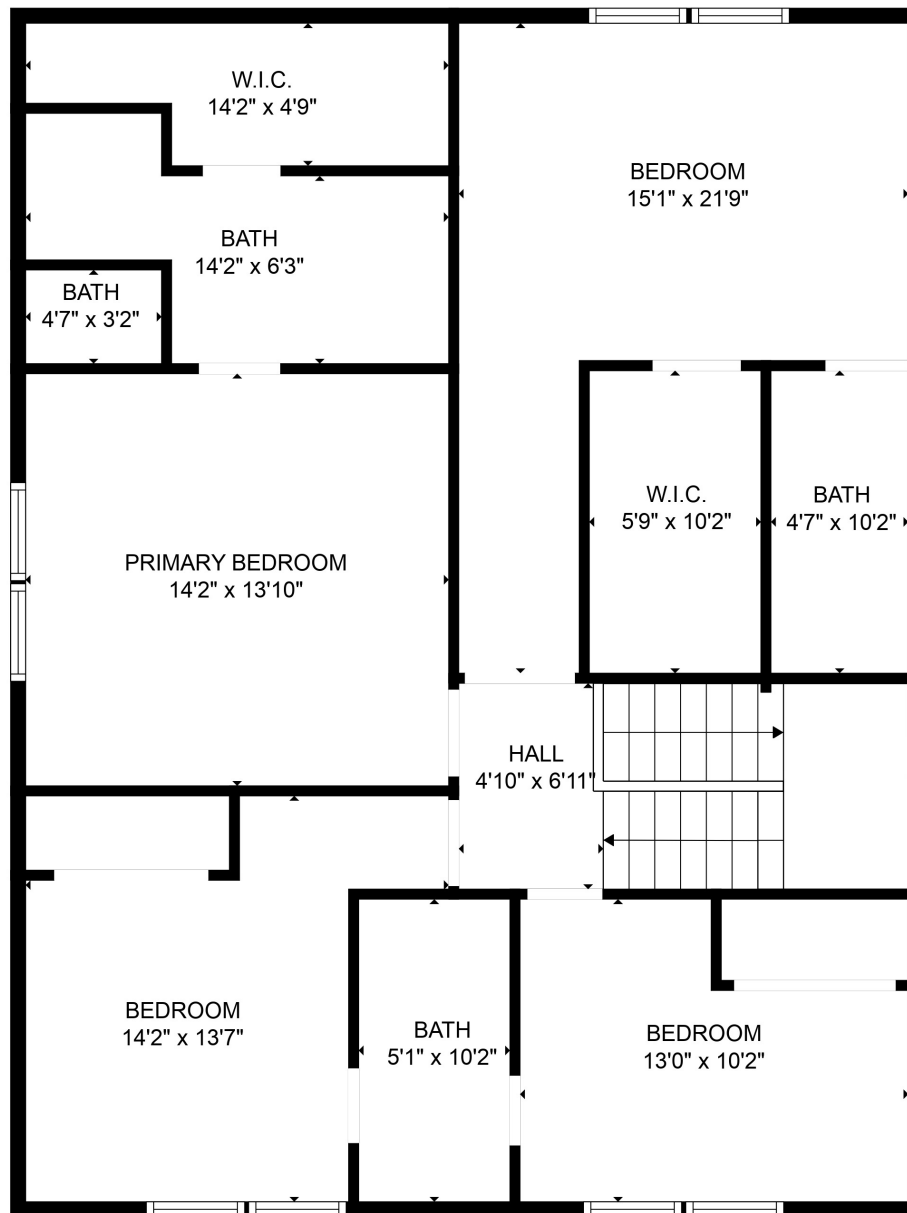 W.I.C.
14'2" x 4'9"
BEDROOM
15'1" x 21'9"
BATH
14'2" x 6'3"
BATH
4'7" x 3'2"
W.I.C.
5'9" x 10'2"
BATH
4'7" x 10'2"
PRIMARY BEDROOM
14'2" x 13'10"
HALL
4'10" x 6'11"
BEDROOM
14'2" x 13'7"
BATH
5'1" x 10'2"
BEDROOM
13'0" x 10'2"